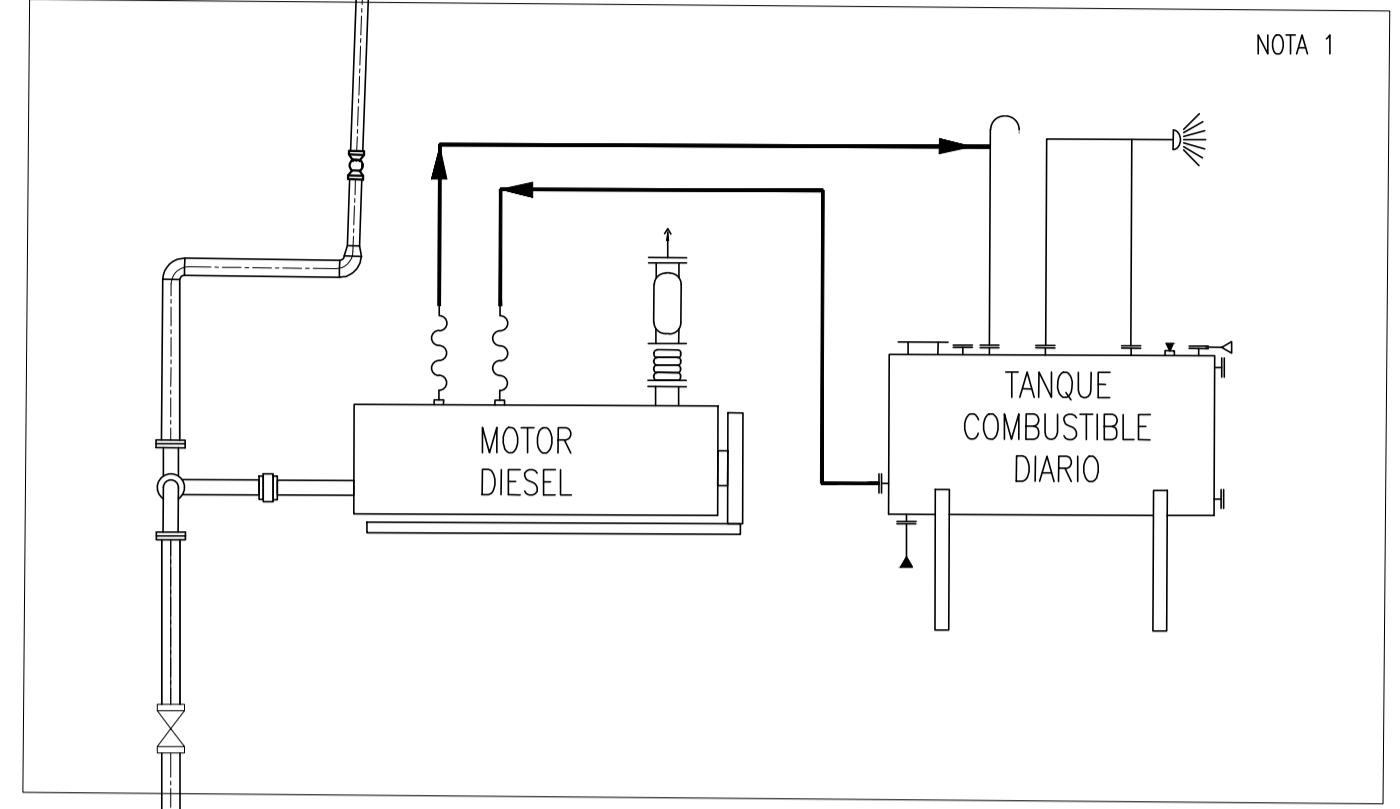 NOTA 1
MOTOR
DIESEL
TANQUE
COMBUSTIBLE
DIARIO